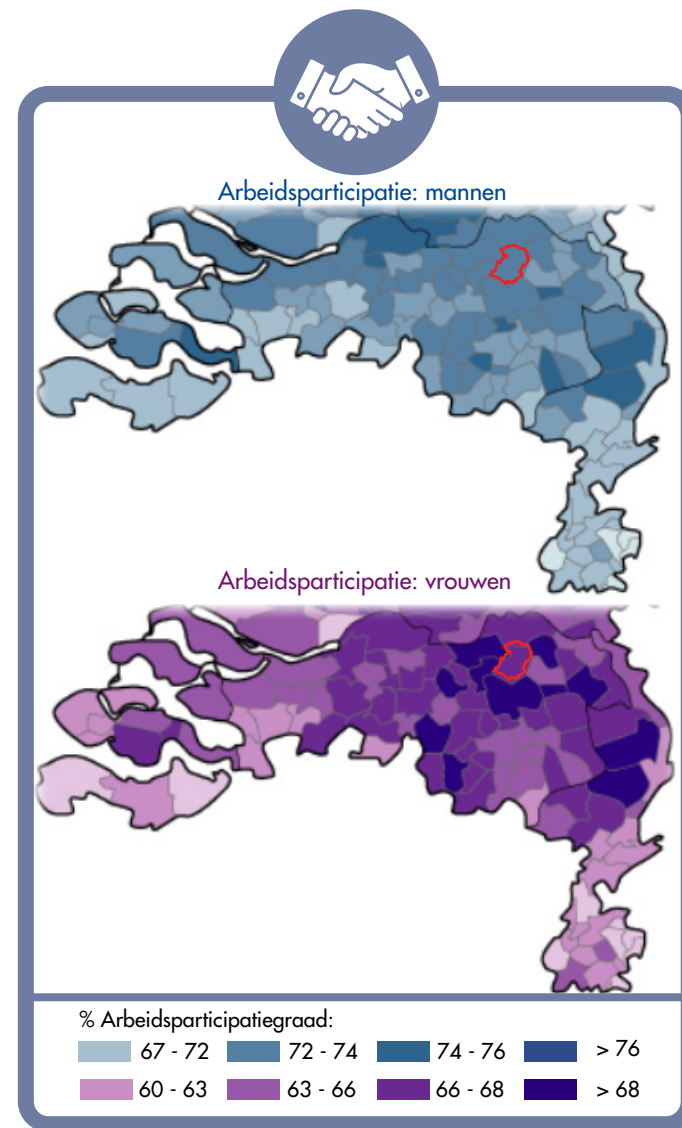 Arbeidsparticipatie: mannen
Arbeidsparticipatie: vrouwen
% Arbeidsparticipatiegraad:
67 - 72 72 - 74 74 - 76 > 76
60 - 63 63 - 66 66 - 68 > 68